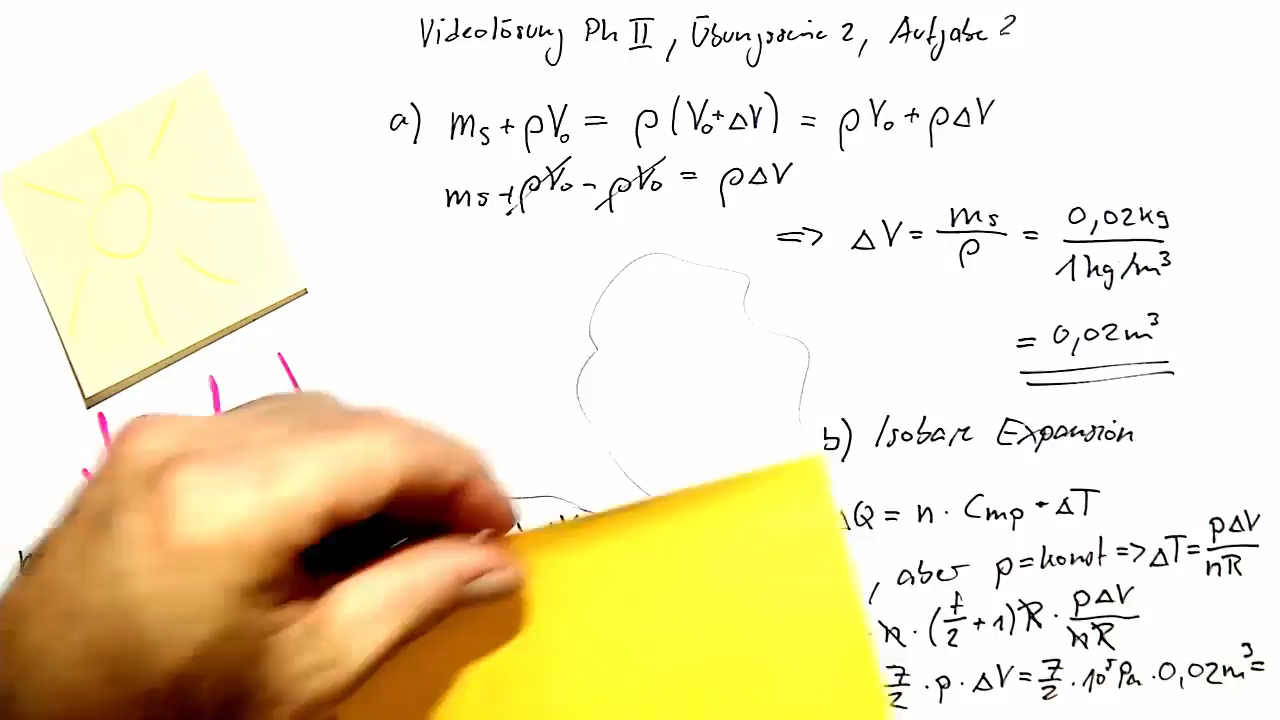 Videolösung Ph II, Übungsserie 2, Aufgabe 2
a) mₛ + ρV₀ = ρ(V₀ + ΔV) = ρV₀ + ρΔV
mₛ + ρV₀ - ρV₀ = ρΔV
=> ΔV = mₛ/ρ = 0,02kg / 1kg/m³
= 0,02m³
b) Isobare Expansion
ΔQ = n · Cmp · ΔT
, aber p = konst => ΔT = pΔV/nR
· n · (f/2 + 1) R · pΔV/nR
7/2 · p · ΔV = 7/2 · 10⁵ Pa · 0,02m³ =